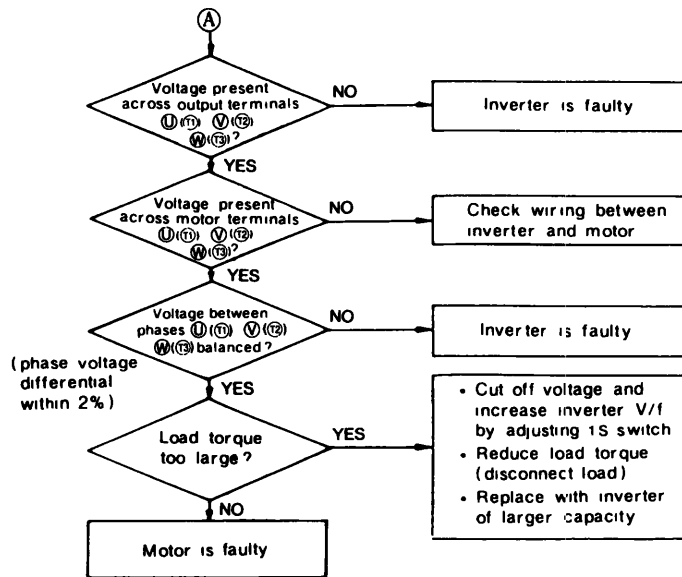 Ⓐ
Voltage present
across output terminals
Ⓤ(Ⓣ1) Ⓥ(Ⓣ2)
Ⓦ(Ⓣ3)?
NO
Inverter is faulty
YES
Voltage present
across motor terminals
Ⓤ(Ⓣ1) Ⓥ(Ⓣ2)
Ⓦ(Ⓣ3)?
NO
Check wiring between
inverter and motor
YES
Voltage between
phases Ⓤ(Ⓣ1) Ⓥ(Ⓣ2)
Ⓦ(Ⓣ3) balanced?
NO
Inverter is faulty
(phase voltage
differential
within 2%)
YES
Load torque
too large?
YES
• Cut off voltage and
increase inverter V/f
by adjusting 1S switch
• Reduce load torque
(disconnect load)
• Replace with inverter
of larger capacity
NO
Motor is faulty